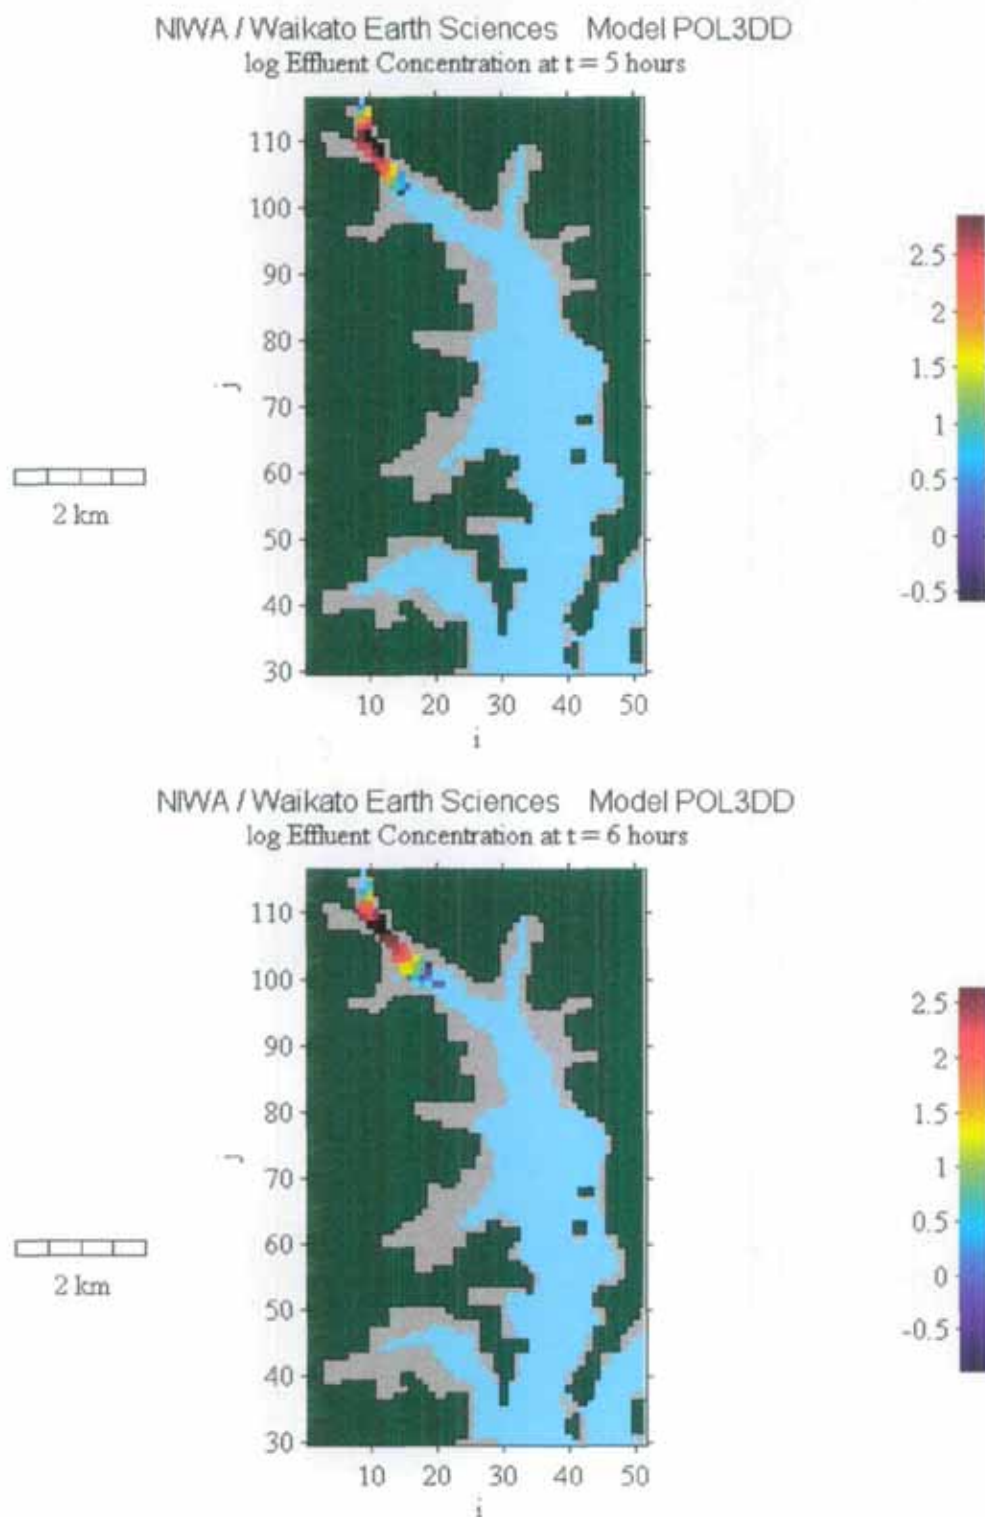 NIWA / Waikato Earth Sciences Model POL3DD
log Effluent Concentration at t = 5 hours
110
100
90
80
70
60
50
40
30
j
10 20 30 40 50
i
2 km
2.5
2
1.5
1
0.5
0
-0.5
NIWA / Waikato Earth Sciences Model POL3DD
log Effluent Concentration at t = 6 hours
110
100
90
80
70
60
50
40
30
j
10 20 30 40 50
i
2 km
2.5
2
1.5
1
0.5
0
-0.5